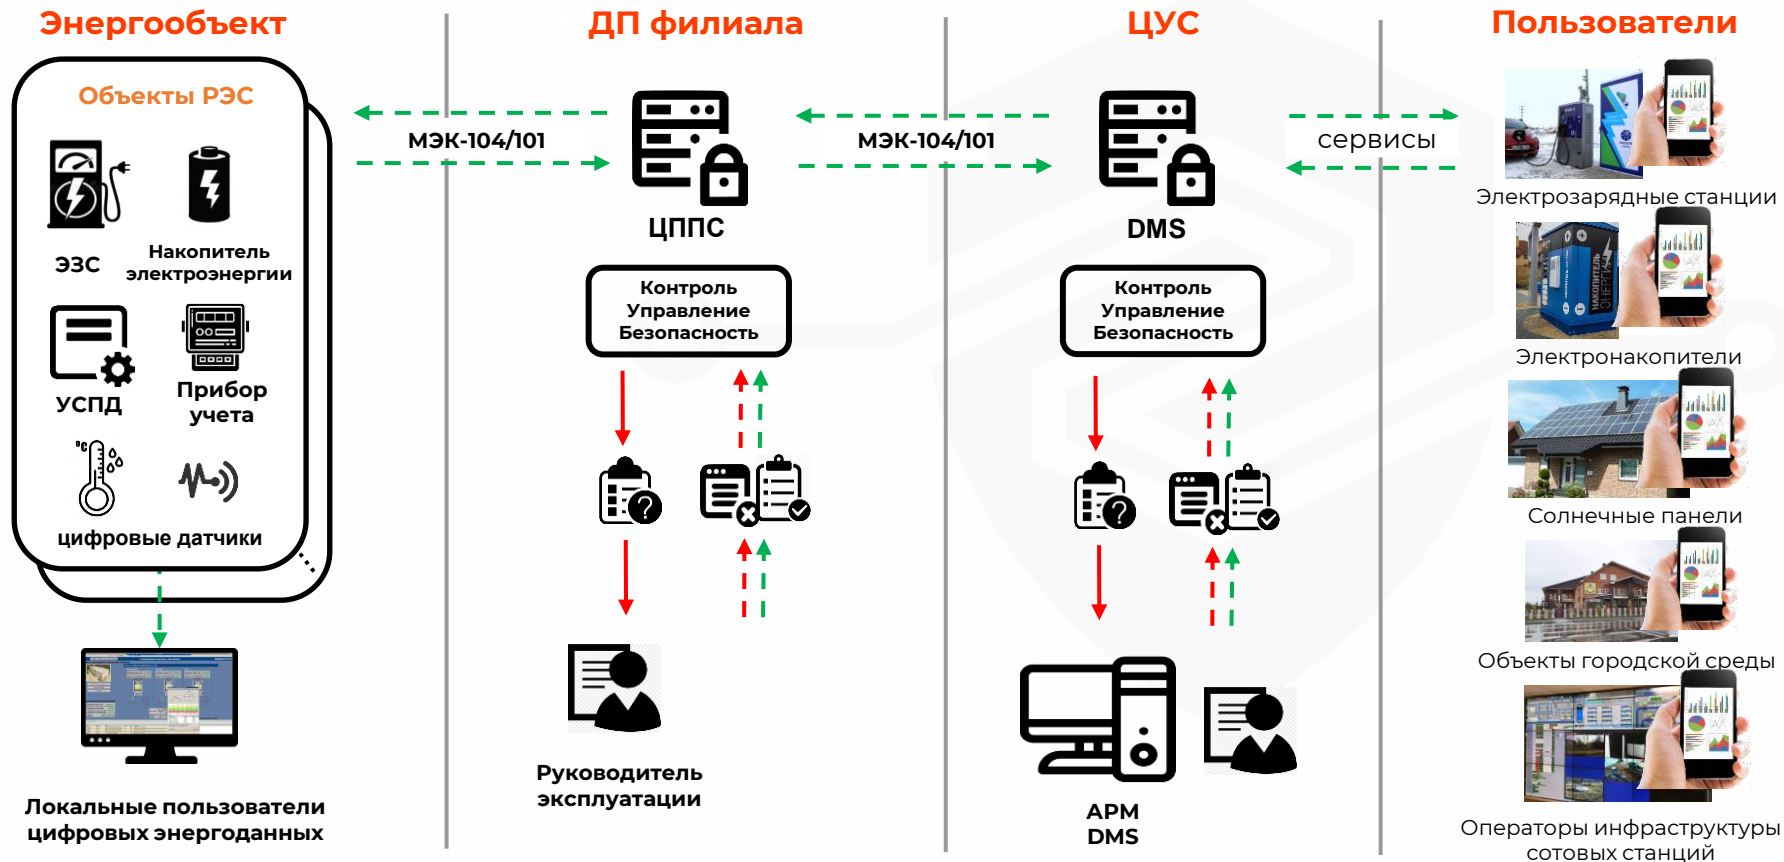 Энергообъект
Объекты РЭС
ЭЗС
Накопитель
электроэнергии
УСПД
Прибор
учета
°C
цифровые датчики
Локальные пользователи
цифровых энергоданных
МЭК-104/101
ДП филиала
ЦППС
Контроль
Управление
Безопасность
Руководитель
эксплуатации
МЭК-104/101
ЦУС
DMS
Контроль
Управление
Безопасность
АРМ
DMS
сервисы
Пользователи
Электрозарядные станции
НАКОПИТЕЛЬ
ЭНЕРГИИ
Электронакопители
Солнечные панели
Объекты городской среды
Операторы инфраструктуры
сотовых станций